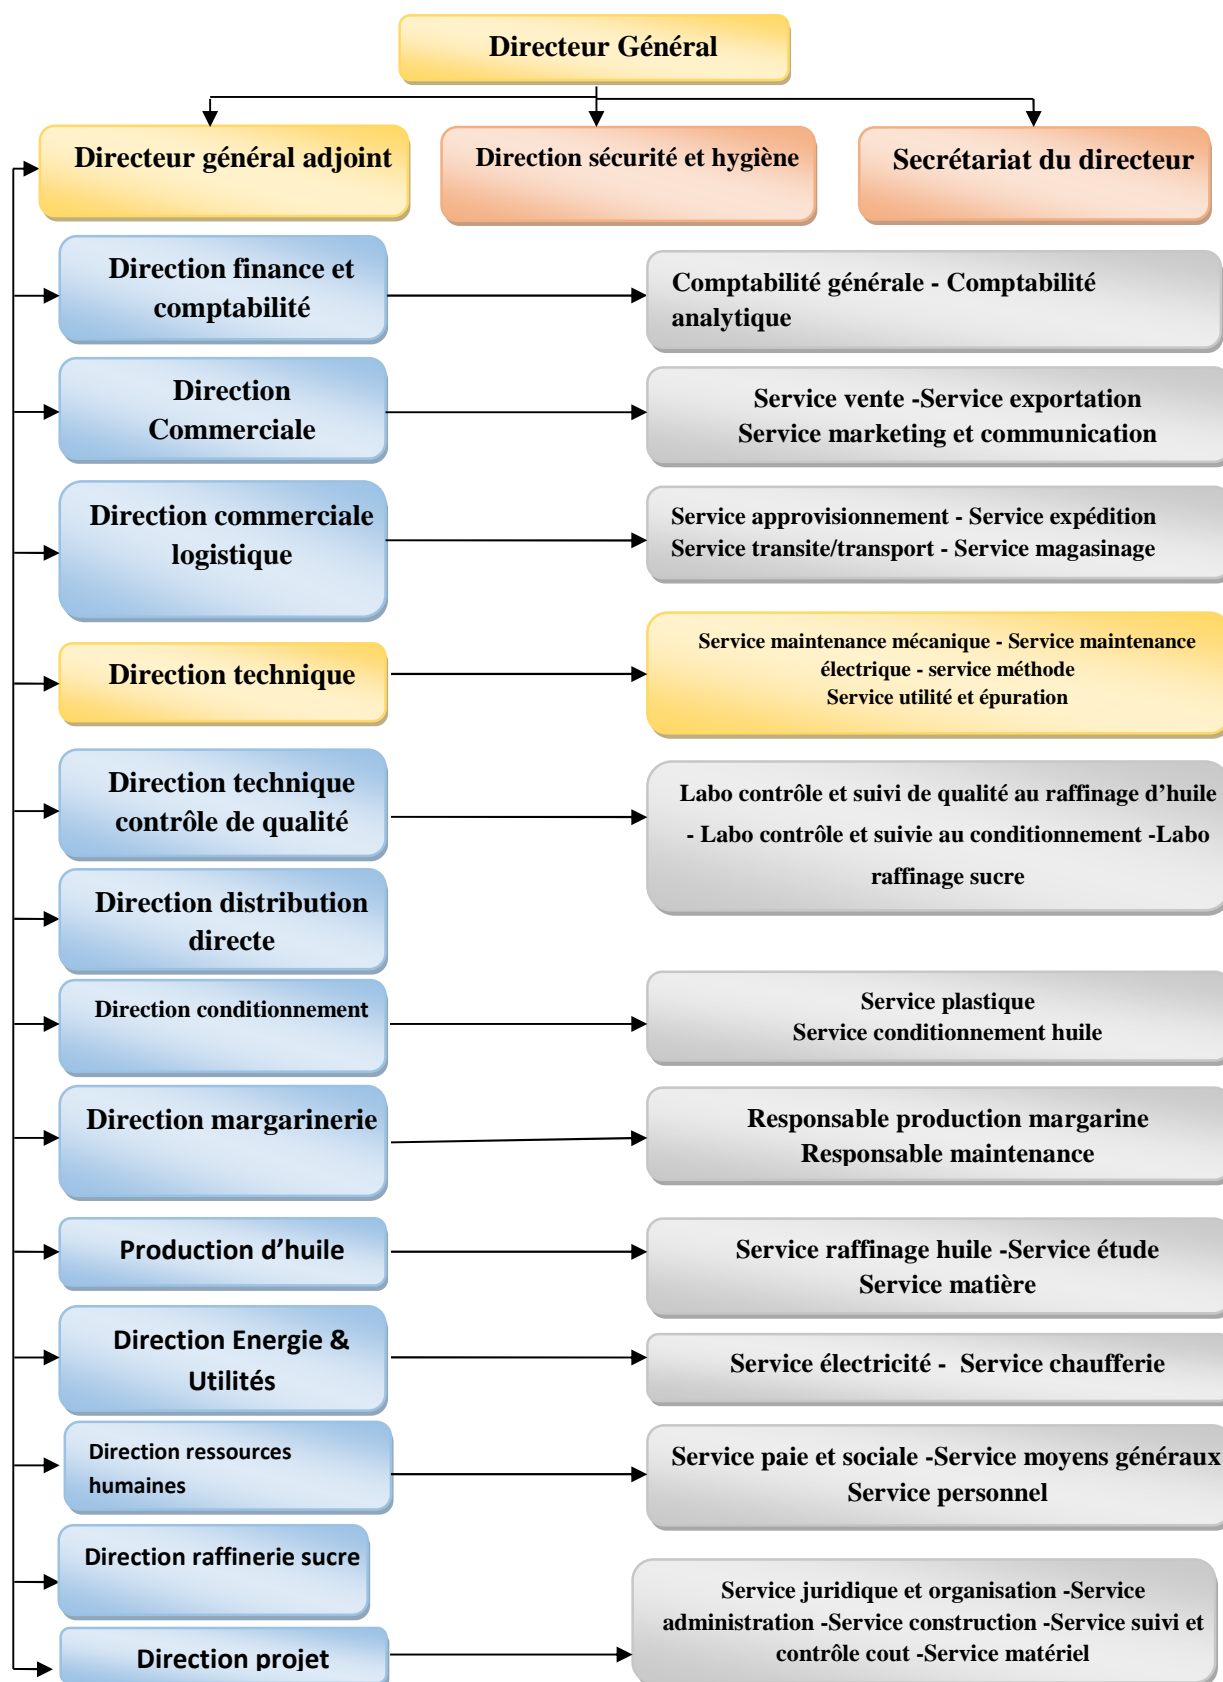 Directeur Général
Directeur général adjoint
Direction sécurité et hygiène
Secrétariat du directeur
Direction finance et
comptabilité
Comptabilité générale - Comptabilité
analytique
Direction
Commerciale
Service vente -Service exportation
Service marketing et communication
Direction commerciale
logistique
Service approvisionnement - Service expédition
Service transite/transport - Service magasinage
Direction technique
Service maintenance mécanique - Service maintenance
électrique - service méthode
Service utilité et épuration
Direction technique
contrôle de qualité
Labo contrôle et suivi de qualité au raffinage d’huile
- Labo contrôle et suivie au conditionnement -Labo
raffinage sucre
Direction distribution
directe
Direction conditionnement
Service plastique
Service conditionnement huile
Direction margarinerie
Responsable production margarine
Responsable maintenance
Production d’huile
Service raffinage huile -Service étude
Service matière
Direction Energie &
Utilités
Service électricité -  Service chaufferie
Direction ressources
humaines
Service paie et sociale -Service moyens généraux
Service personnel
Direction raffinerie sucre
Service juridique et organisation -Service
administration -Service construction -Service suivi et
contrôle cout -Service matériel
Direction projet